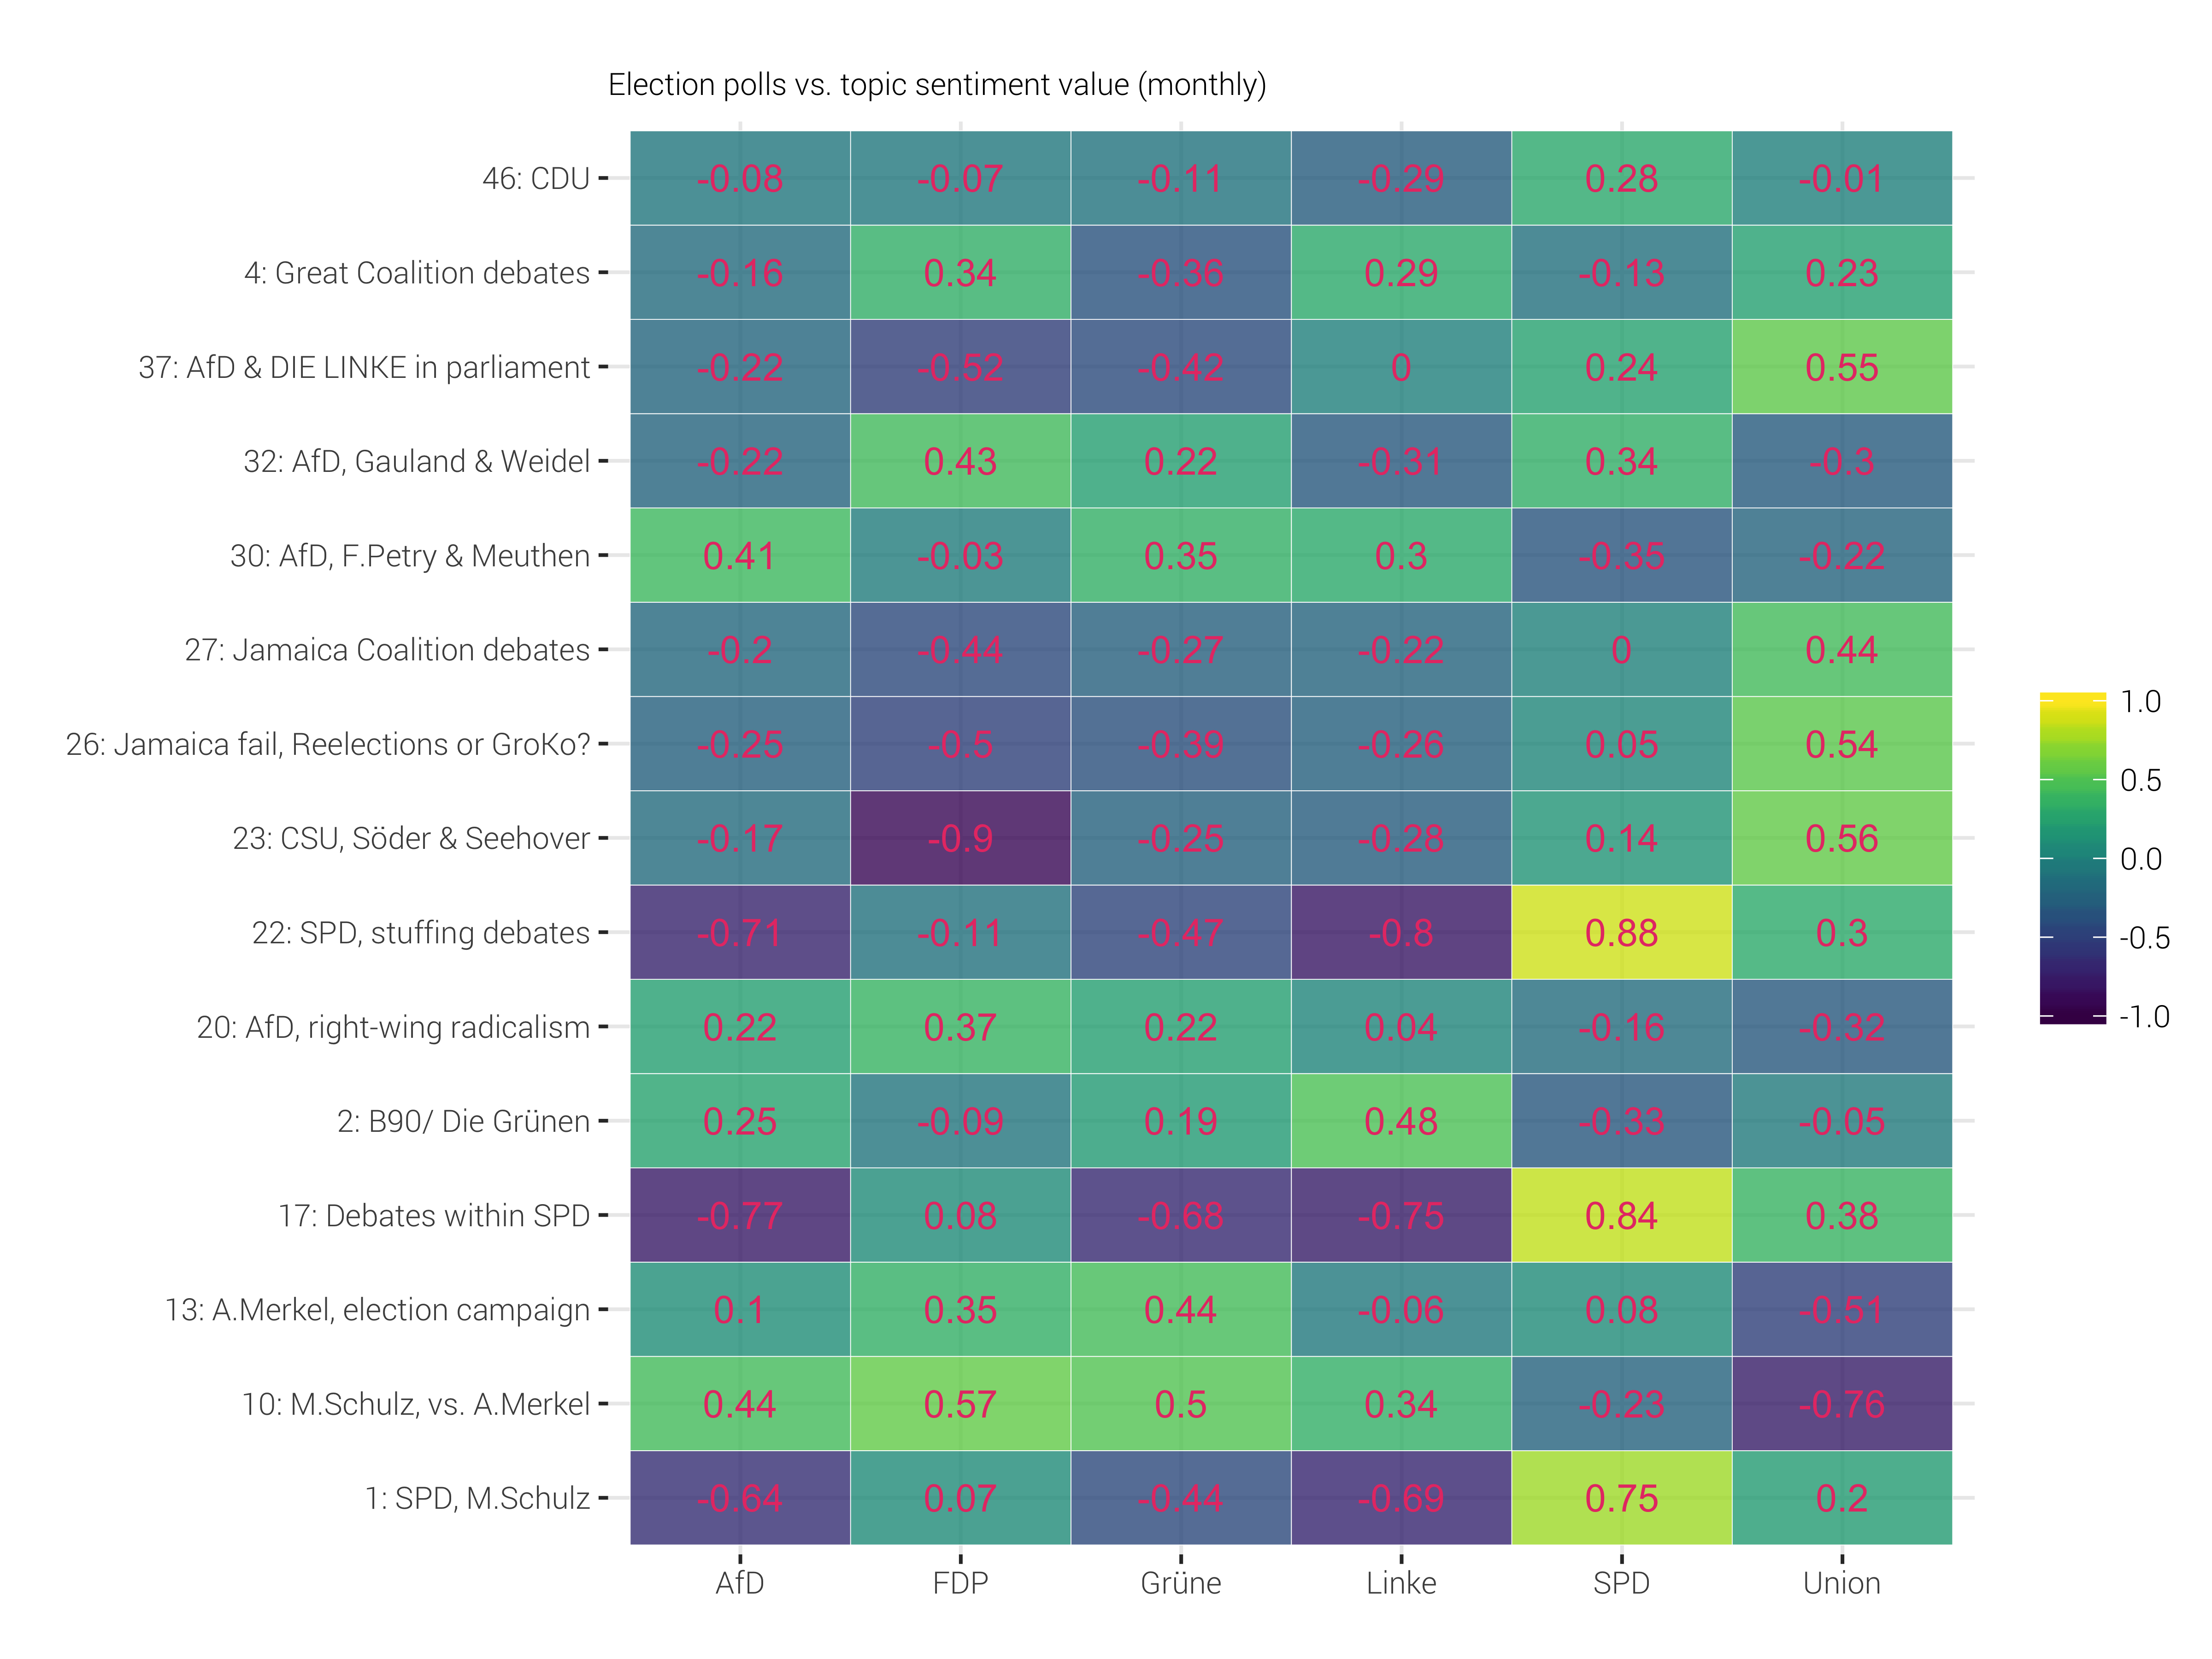 Election polls vs. topic sentiment value (monthly)
46: CDU -0.08 -0.07 -0.11 -0.29 0.28 -0.01
4: Great Coalition debates -0.16 0.34 -0.36 0.29 -0.13 0.23
37: AfD & DIE LINKE in parliament -0.22 -0.52 -0.42 0 0.24 0.55
32: AfD, Gauland & Weidel -0.22 0.43 0.22 -0.31 0.34 -0.3
30: AfD, F.Petry & Meuthen 0.41 -0.03 0.35 0.3 -0.35 -0.22
27: Jamaica Coalition debates -0.2 -0.44 -0.27 -0.22 0 0.44
26: Jamaica fail, Reelections or GroKo? -0.25 -0.5 -0.39 -0.26 0.05 0.54
23: CSU, Söder & Seehover -0.17 -0.9 -0.25 -0.28 0.14 0.56
22: SPD, stuffing debates -0.71 -0.11 -0.47 -0.8 0.88 0.3
20: AfD, right-wing radicalism 0.22 0.37 0.22 0.04 -0.16 -0.32
2: B90/ Die Grünen 0.25 -0.09 0.19 0.48 -0.33 -0.05
17: Debates within SPD -0.77 0.08 -0.68 -0.75 0.84 0.38
13: A.Merkel, election campaign 0.1 0.35 0.44 -0.06 0.08 -0.51
10: M.Schulz, vs. A.Merkel 0.44 0.57 0.5 0.34 -0.23 -0.76
1: SPD, M.Schulz -0.64 0.07 -0.44 -0.69 0.75 0.2
AfD FDP Grüne Linke SPD Union
1.0
0.5
0.0
-0.5
-1.0